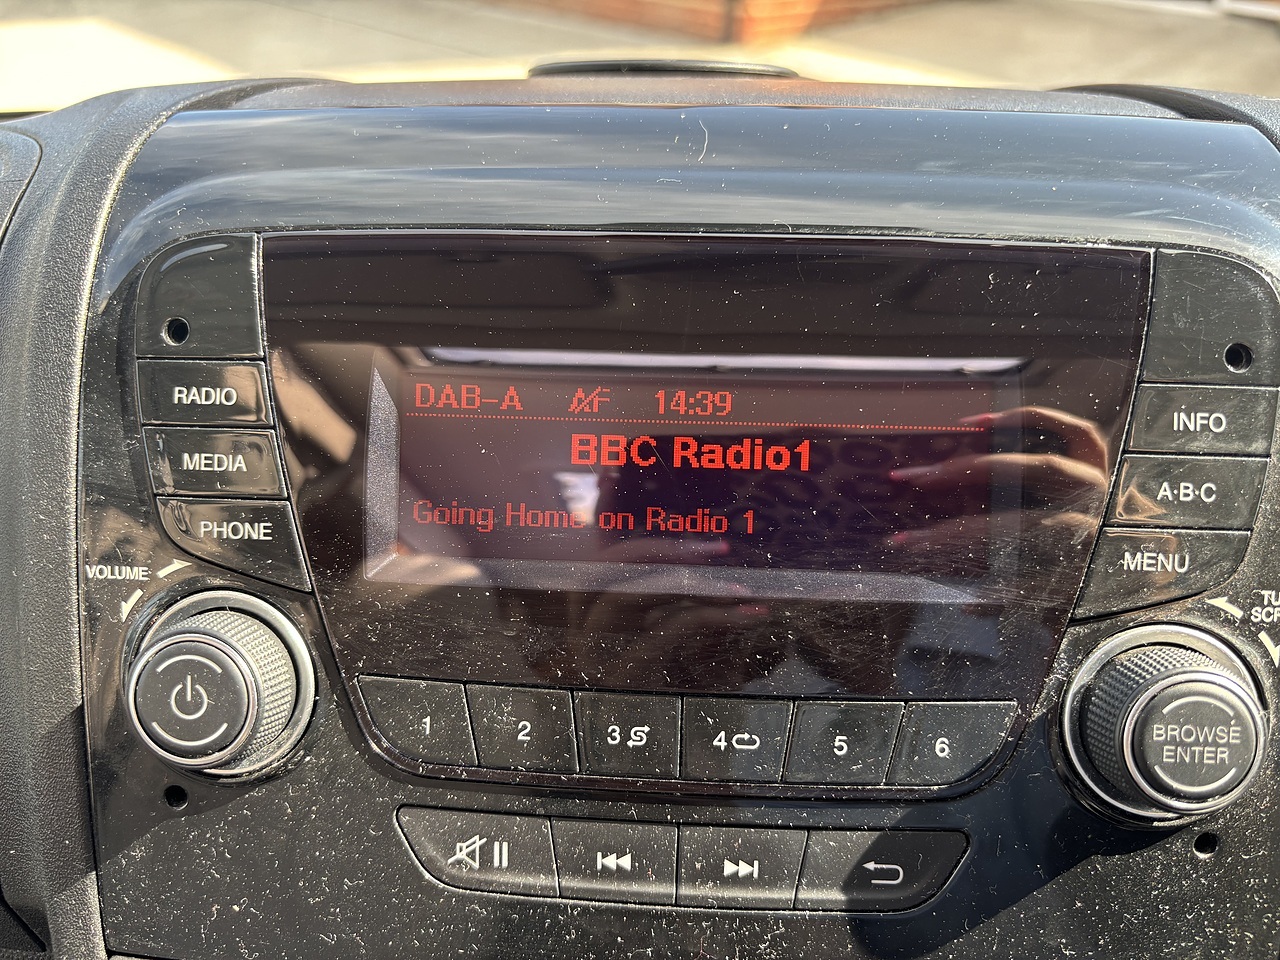 DAB-A AF 14:39
BBC Radio1
Going Home on Radio 1
RADIO
MEDIA
PHONE
VOLUME
INFO
A·B·C
MENU
BROWSE
ENTER
1 2 3 4 5 6